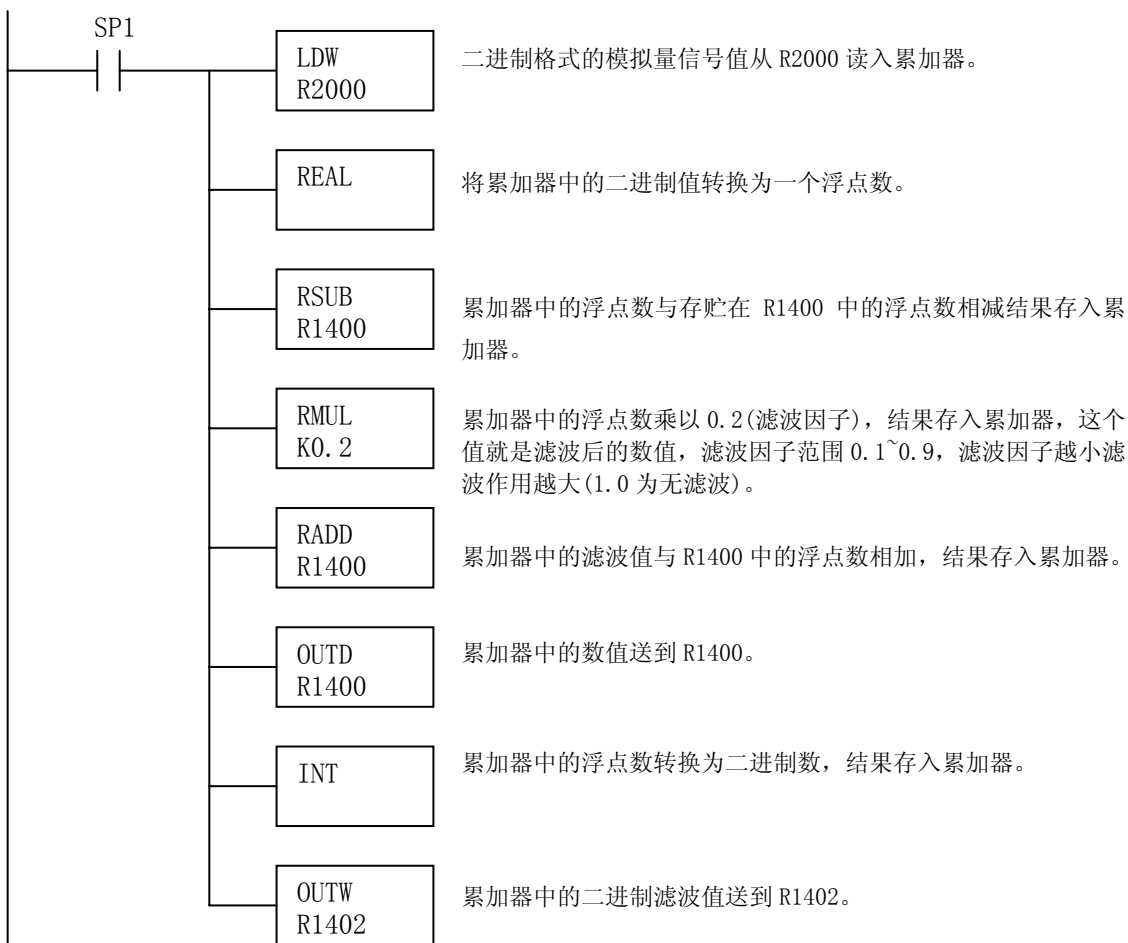 SP1
LDW
R2000
二进制格式的模拟量信号值从 R2000 读入累加器。
REAL
将累加器中的二进制值转换为一个浮点数。
RSUB
R1400
累加器中的浮点数与存贮在 R1400 中的浮点数相减结果存入累
加器。
RMUL
K0.2
累加器中的浮点数乘以 0.2(滤波因子),结果存入累加器,这个
值就是滤波后的数值,滤波因子范围 0.1~0.9,滤波因子越小滤
波作用越大(1.0 为无滤波)。
RADD
R1400
累加器中的滤波值与 R1400 中的浮点数相加,结果存入累加器。
OUTD
R1400
累加器中的数值送到 R1400。
INT
累加器中的浮点数转换为二进制数,结果存入累加器。
OUTW
R1402
累加器中的二进制滤波值送到 R1402。